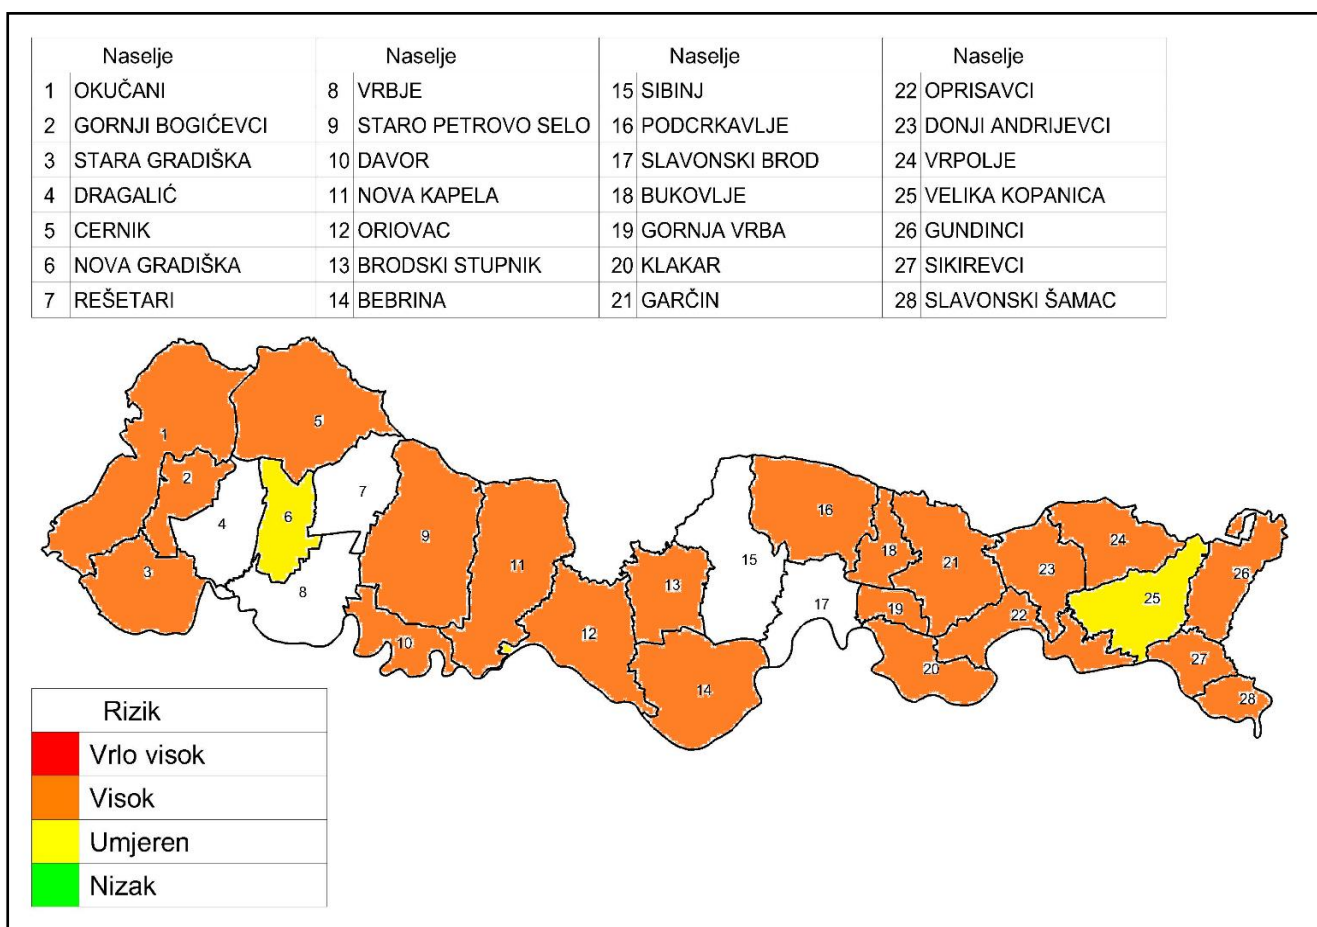 Naselje Naselje Naselje Naselje
1 OKUČANI 8 VRBJE 15 SIBINJ 22 OPRISAVCI
2 GORNJI BOGIĆEVCI 9 STARO PETROVO SELO 16 PODCRKAVLJE 23 DONJI ANDRIJEVCI
3 STARA GRADIŠKA 10 DAVOR 17 SLAVONSKI BROD 24 VRPOLJE
4 DRAGALIĆ 11 NOVA KAPELA 18 BUKOVLJE 25 VELIKA KOPANICA
5 CERNIK 12 ORIOVAC 19 GORNJA VRBA 26 GUNDINCI
6 NOVA GRADIŠKA 13 BRODSKI STUPNIK 20 KLAKAR 27 SIKIREVCI
7 REŠETARI 14 BEBRINA 21 GARČIN 28 SLAVONSKI ŠAMAC
1
5
2
7
4
6
3
8
9
11
10
12
13
14
15
16
17
18
19
20
21
22
23
24
25
26
27
28
Rizik
Vrlo visok
Visok
Umjeren
Nizak